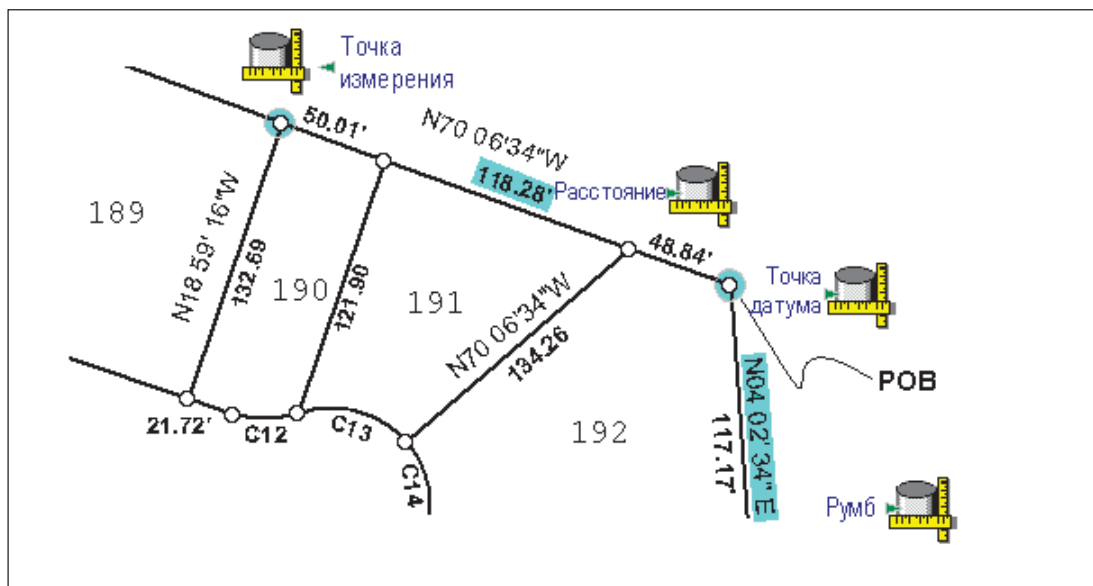 Точка
измерения
50.01'
N70 06'34"W
118.28'
Расстояние
48.84'
189
N18 59' 16"W
132.69
190
121.90
191
N70 06'34"W
134.26
Точка
датума
POB
N04 02' 34" E
117.17'
192
21.72'
C12
C13
C14
Румб